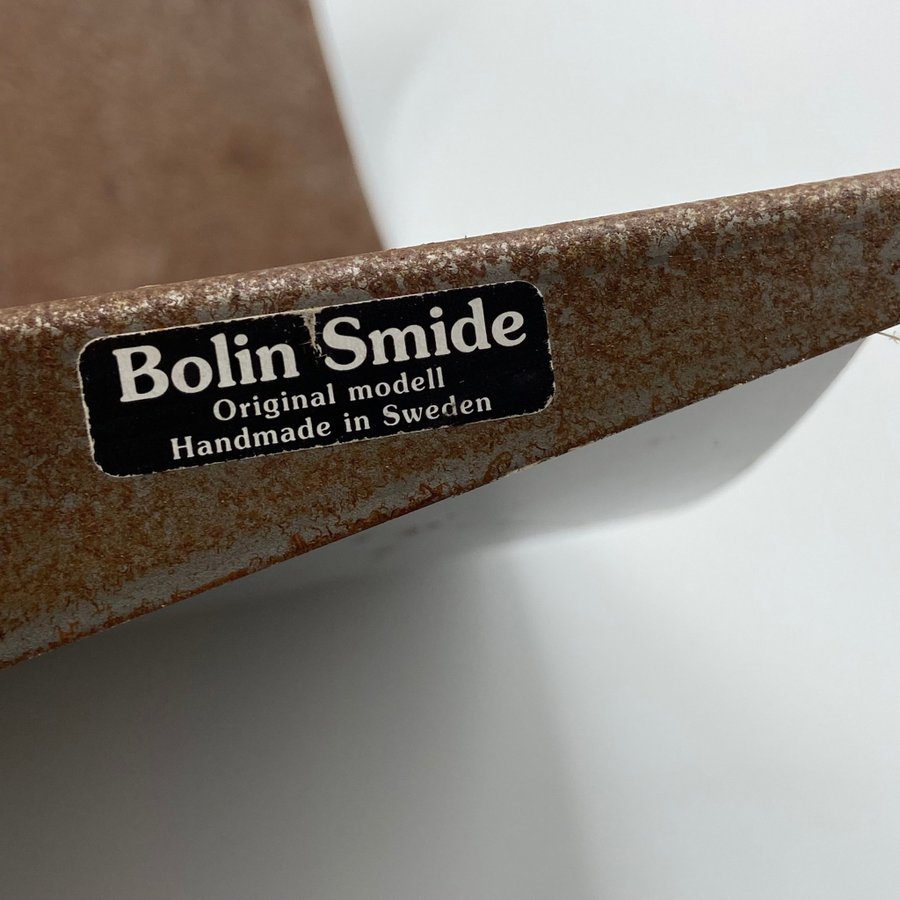 Bolin Smide
Original modell
Handmade in Sweden